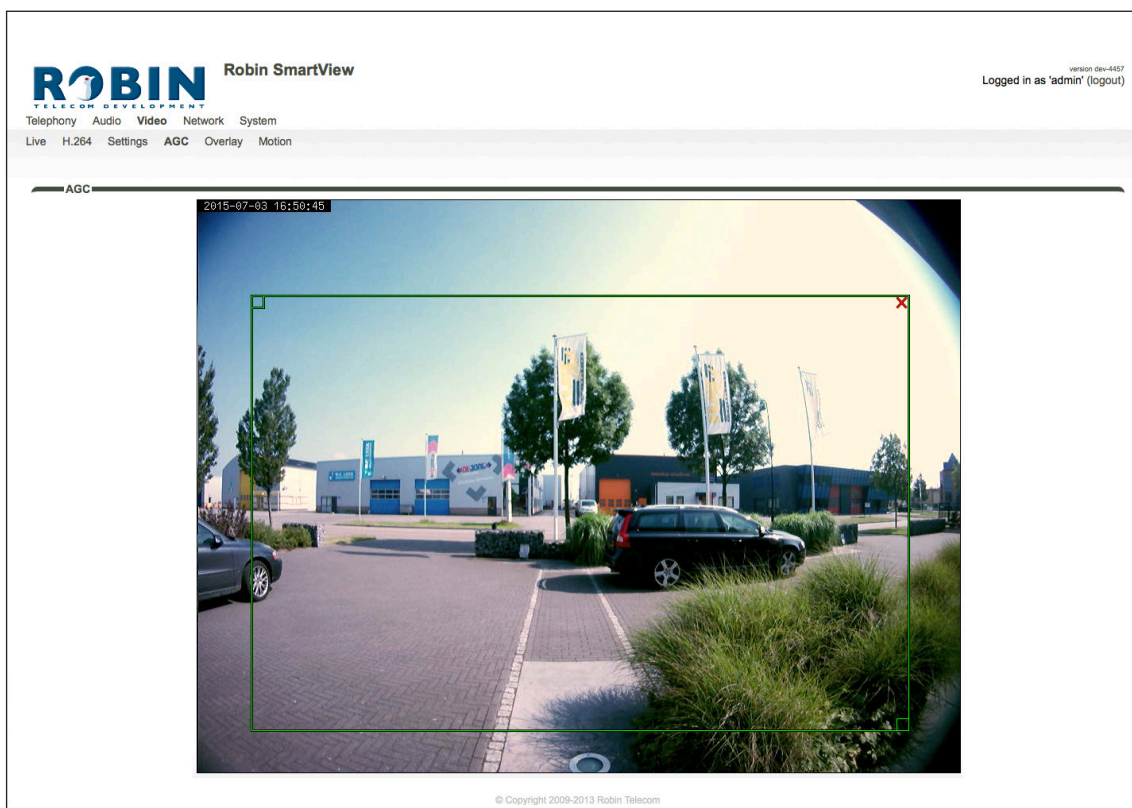 ROBIN
TELECOM DEVELOPMENT
Robin SmartView
version dev-4457
Logged in as 'admin' (logout)
Telephony Audio Video Network System
Live H.264 Settings AGC Overlay Motion
AGC
2015-07-03 16:50:45
© Copyright 2009-2013 Robin Telecom